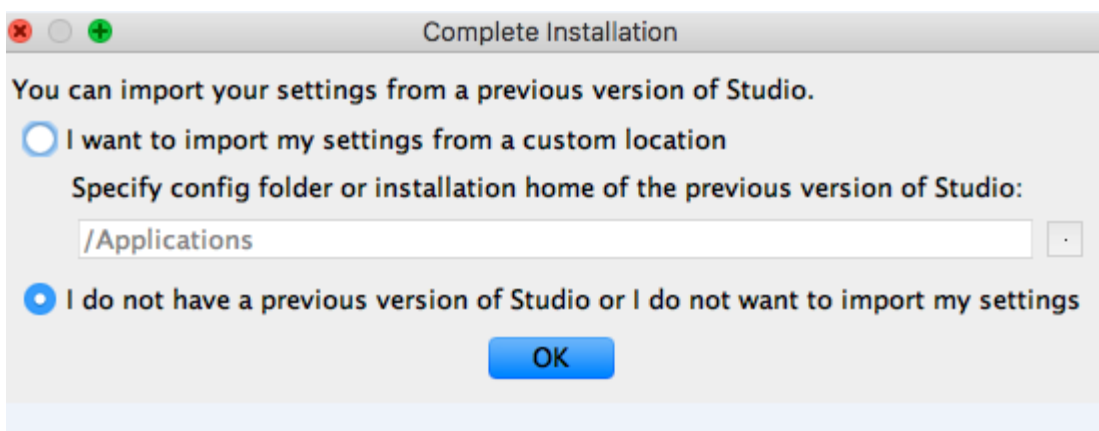 Complete Installation
You can import your settings from a previous version of Studio.
I want to import my settings from a custom location
Specify config folder or installation home of the previous version of Studio:
/Applications
.
I do not have a previous version of Studio or I do not want to import my settings
OK